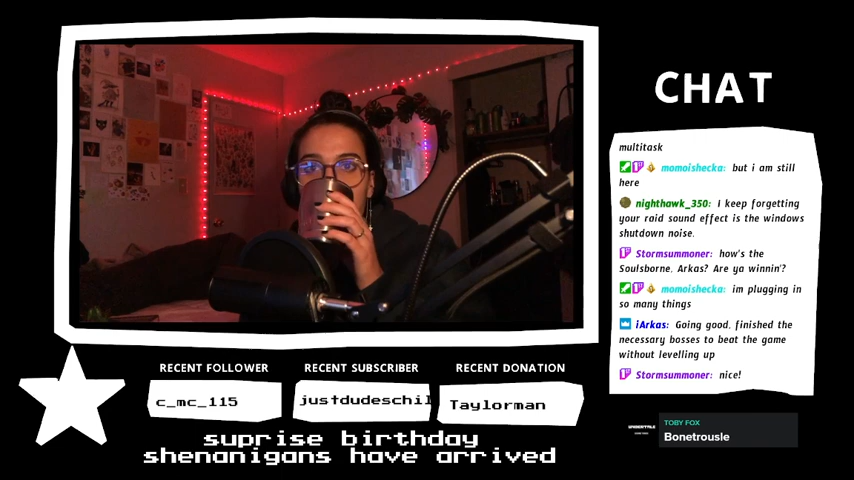 CHAT
multitask
momoishecka: but i am still
here
nighthawk_350: I keep forgetting
your raid sound effect is the windows
shutdown noise.
Stormsummoner: how's the
Soulsborne, Arkas? Are ya winnin'?
momoishecka: im plugging in
so many things
iArkas: Going good, finished the
necessary bosses to beat the game
without levelling up
Stormsummoner: nice!
RECENT FOLLOWER
RECENT SUBSCRIBER
RECENT DONATION
c_mc_115
justdudeschil
Taylorman
suprise birthday
shenanigans have arrived
UNDERTALE
TOBY FOX
Bonetrousle